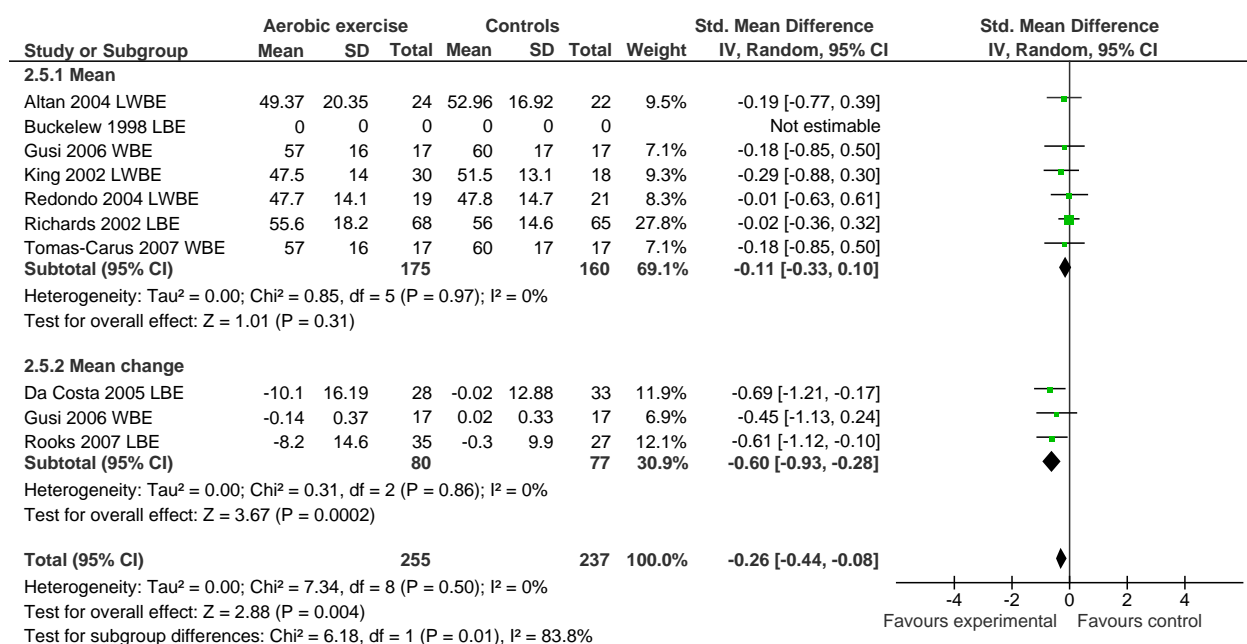 Aerobic exercise Controls Std. Mean Difference Std. Mean Difference
Study or Subgroup Mean SD Total Mean SD Total Weight IV, Random, 95% CI IV, Random, 95% CI
2.5.1 Mean
Altan 2004 LWBE 49.37 20.35 24 52.96 16.92 22 9.5% -0.19 [-0.77, 0.39]
Buckelew 1998 LBE 0 0 0 0 0 0 Not estimable
Gusi 2006 WBE 57 16 17 60 17 17 7.1% -0.18 [-0.85, 0.50]
King 2002 LWBE 47.5 14 30 51.5 13.1 18 9.3% -0.29 [-0.88, 0.30]
Redondo 2004 LWBE 47.7 14.1 19 47.8 14.7 21 8.3% -0.01 [-0.63, 0.61]
Richards 2002 LBE 55.6 18.2 68 56 14.6 65 27.8% -0.02 [-0.36, 0.32]
Tomas-Carus 2007 WBE 57 16 17 60 17 17 7.1% -0.18 [-0.85, 0.50]
Subtotal (95% CI) 175 160 69.1% -0.11 [-0.33, 0.10]
Heterogeneity: Tau² = 0.00; Chi² = 0.85, df = 5 (P = 0.97); I² = 0%
Test for overall effect: Z = 1.01 (P = 0.31)
2.5.2 Mean change
Da Costa 2005 LBE -10.1 16.19 28 -0.02 12.88 33 11.9% -0.69 [-1.21, -0.17]
Gusi 2006 WBE -0.14 0.37 17 0.02 0.33 17 6.9% -0.45 [-1.13, 0.24]
Rooks 2007 LBE -8.2 14.6 35 -0.3 9.9 27 12.1% -0.61 [-1.12, -0.10]
Subtotal (95% CI) 80 77 30.9% -0.60 [-0.93, -0.28]
Heterogeneity: Tau² = 0.00; Chi² = 0.31, df = 2 (P = 0.86); I² = 0%
Test for overall effect: Z = 3.67 (P = 0.0002)
Total (95% CI) 255 237 100.0% -0.26 [-0.44, -0.08]
Heterogeneity: Tau² = 0.00; Chi² = 7.34, df = 8 (P = 0.50); I² = 0%
Test for overall effect: Z = 2.88 (P = 0.004)
Test for subgroup differences: Chi² = 6.18, df = 1 (P = 0.01), I² = 83.8%
-4 -2 0 2 4
Favours experimental Favours control